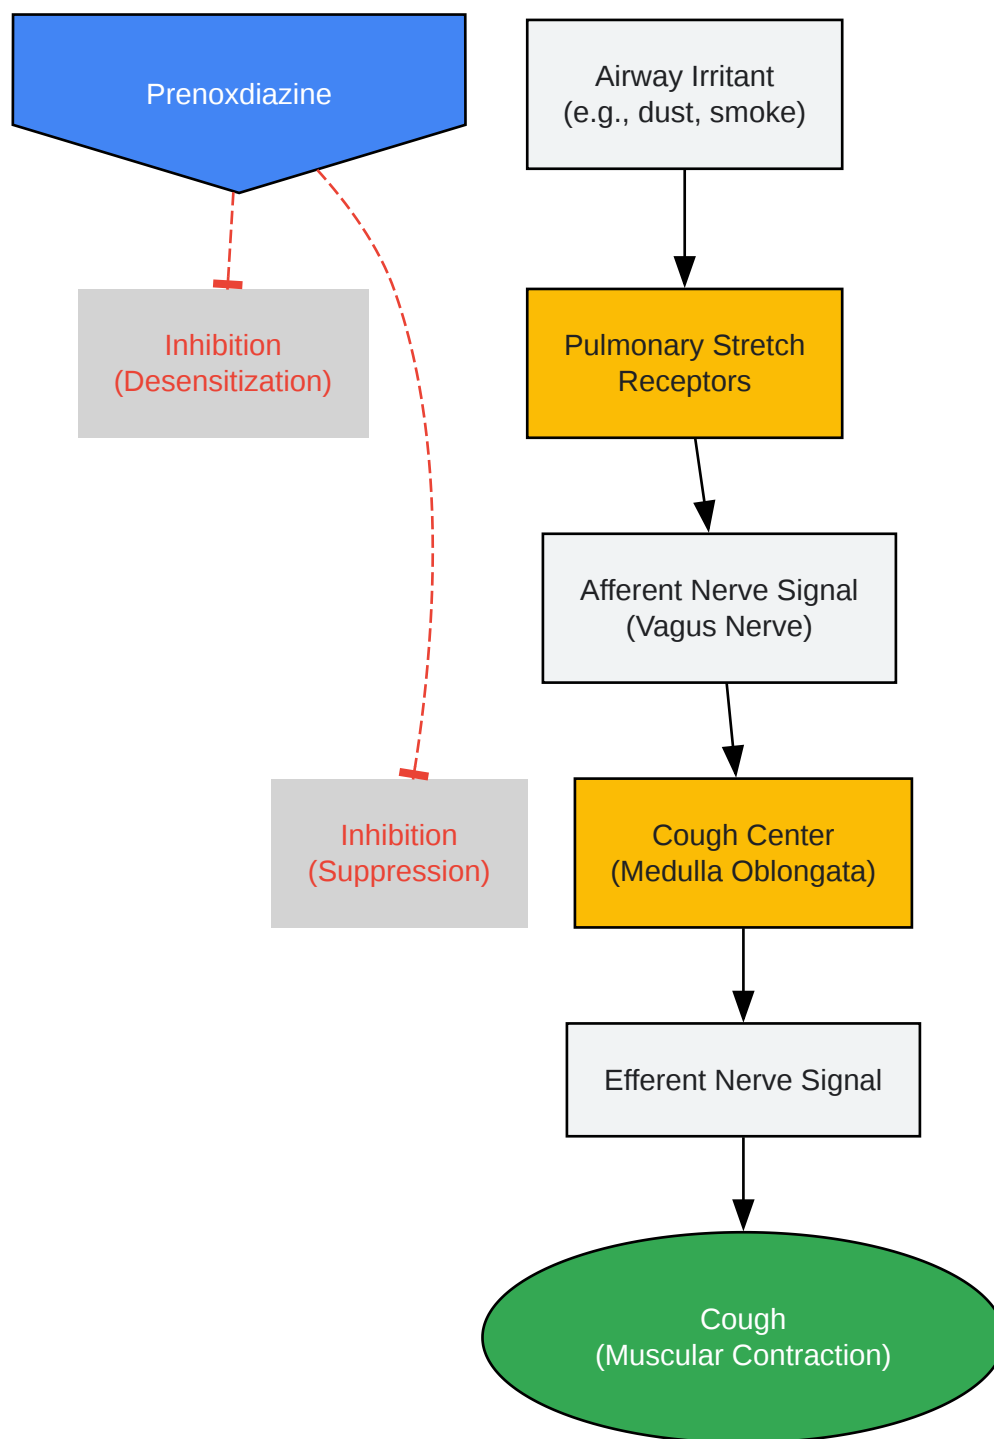 Prenoxdiazine
Airway Irritant
(e.g., dust, smoke)
Inhibition
(Desensitization)
Pulmonary Stretch
Receptors
Afferent Nerve Signal
(Vagus Nerve)
Inhibition
(Suppression)
Cough Center
(Medulla Oblongata)
Efferent Nerve Signal
Cough
(Muscular Contraction)